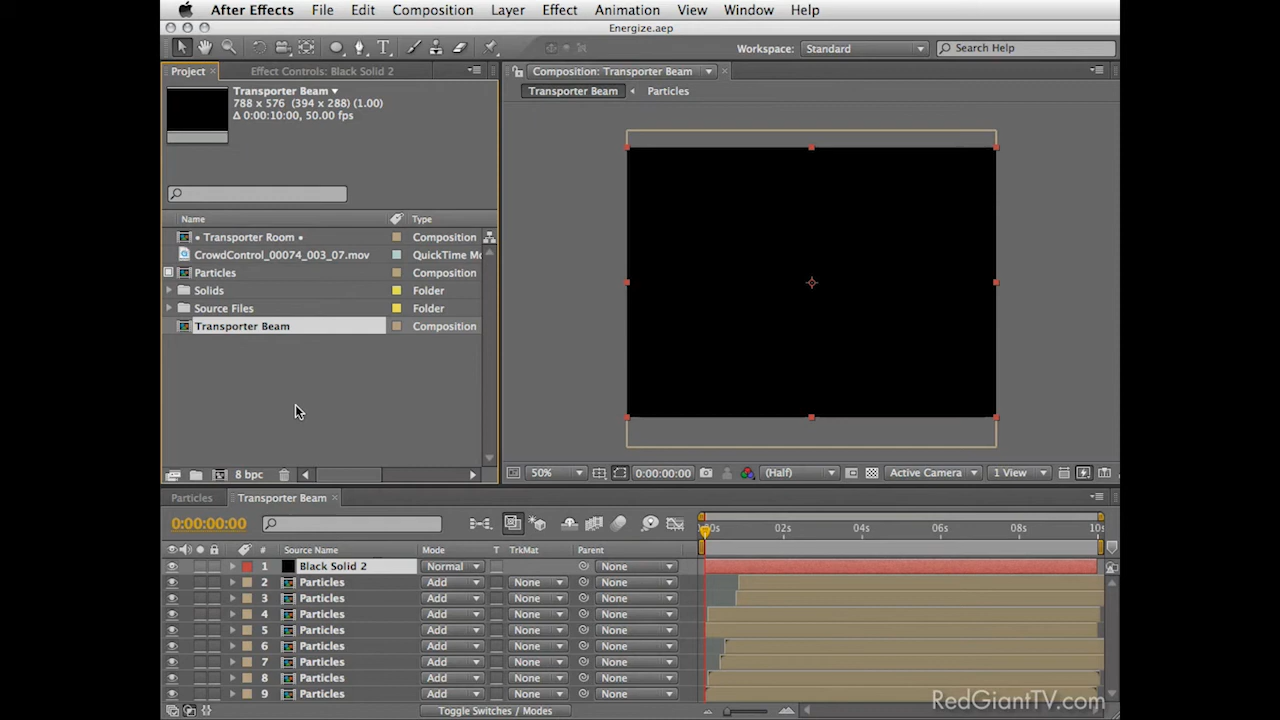 After Effects File Edit Composition Layer Effect Animation View Window Help
Energize.aep
Workspace: Standard Search Help
Project Effect Controls: Black Solid 2 Composition: Transporter Beam
Transporter Beam Particles
Transporter Beam
788 x 576 (394 x 288) (1.00)
Δ 0:00:10:00, 50.00 fps
Name Type
• Transporter Room • Composition
CrowdControl_00074_003_07.mov QuickTime Mo
Particles Composition
Solids Folder
Source Files Folder
Transporter Beam Composition
8 bpc 50% 0:00:00:00 (Half) Active Camera 1 View
Particles Transporter Beam
0:00:00:00 :00s 02s 04s 06s 08s 10s
# Source Name Mode T TrkMat Parent
1 Black Solid 2 Normal None
2 Particles Add None None
3 Particles Add None None
4 Particles Add None None
5 Particles Add None None
6 Particles Add None None
7 Particles Add None None
8 Particles Add None None
9 Particles Add None None
Toggle Switches / Modes
RedGiantTV.com